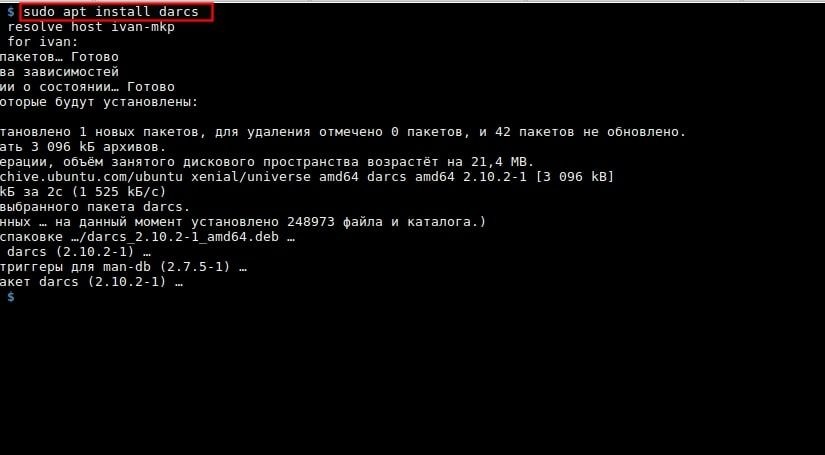 $ sudo apt install darcs
resolve host ivan-mkp
for ivan:
пакетов… Готово
ва зависимостей
ии о состоянии… Готово
оторые будут установлены:
тановлено 1 новых пакетов, для удаления отмечено 0 пакетов, и 42 пакетов не обновлено.
ать 3 096 kБ архивов.
ерации, объём занятого дискового пространства возрастёт на 21,4 MB.
chive.ubuntu.com/ubuntu xenial/universe amd64 darcs amd64 2.10.2-1 [3 096 kB]
kБ за 2с (1 525 kБ/c)
выбранного пакета darcs.
нных … на данный момент установлено 248973 файла и каталога.)
спаковке …/darcs_2.10.2-1_amd64.deb …
darcs (2.10.2-1) …
триггеры для man-db (2.7.5-1) …
акет darcs (2.10.2-1) …
$